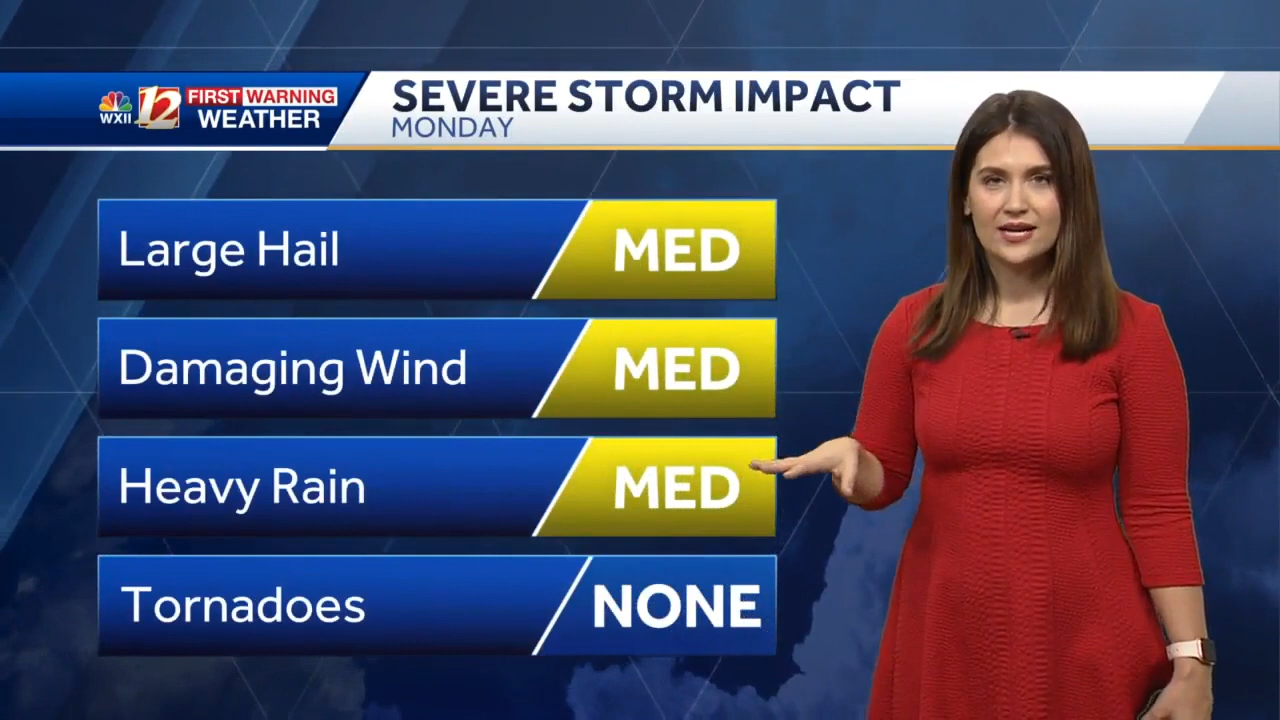 WXII
12
FIRST WARNING
WEATHER
SEVERE STORM IMPACT
MONDAY
Large Hail MED
Damaging Wind MED
Heavy Rain MED
Tornadoes NONE